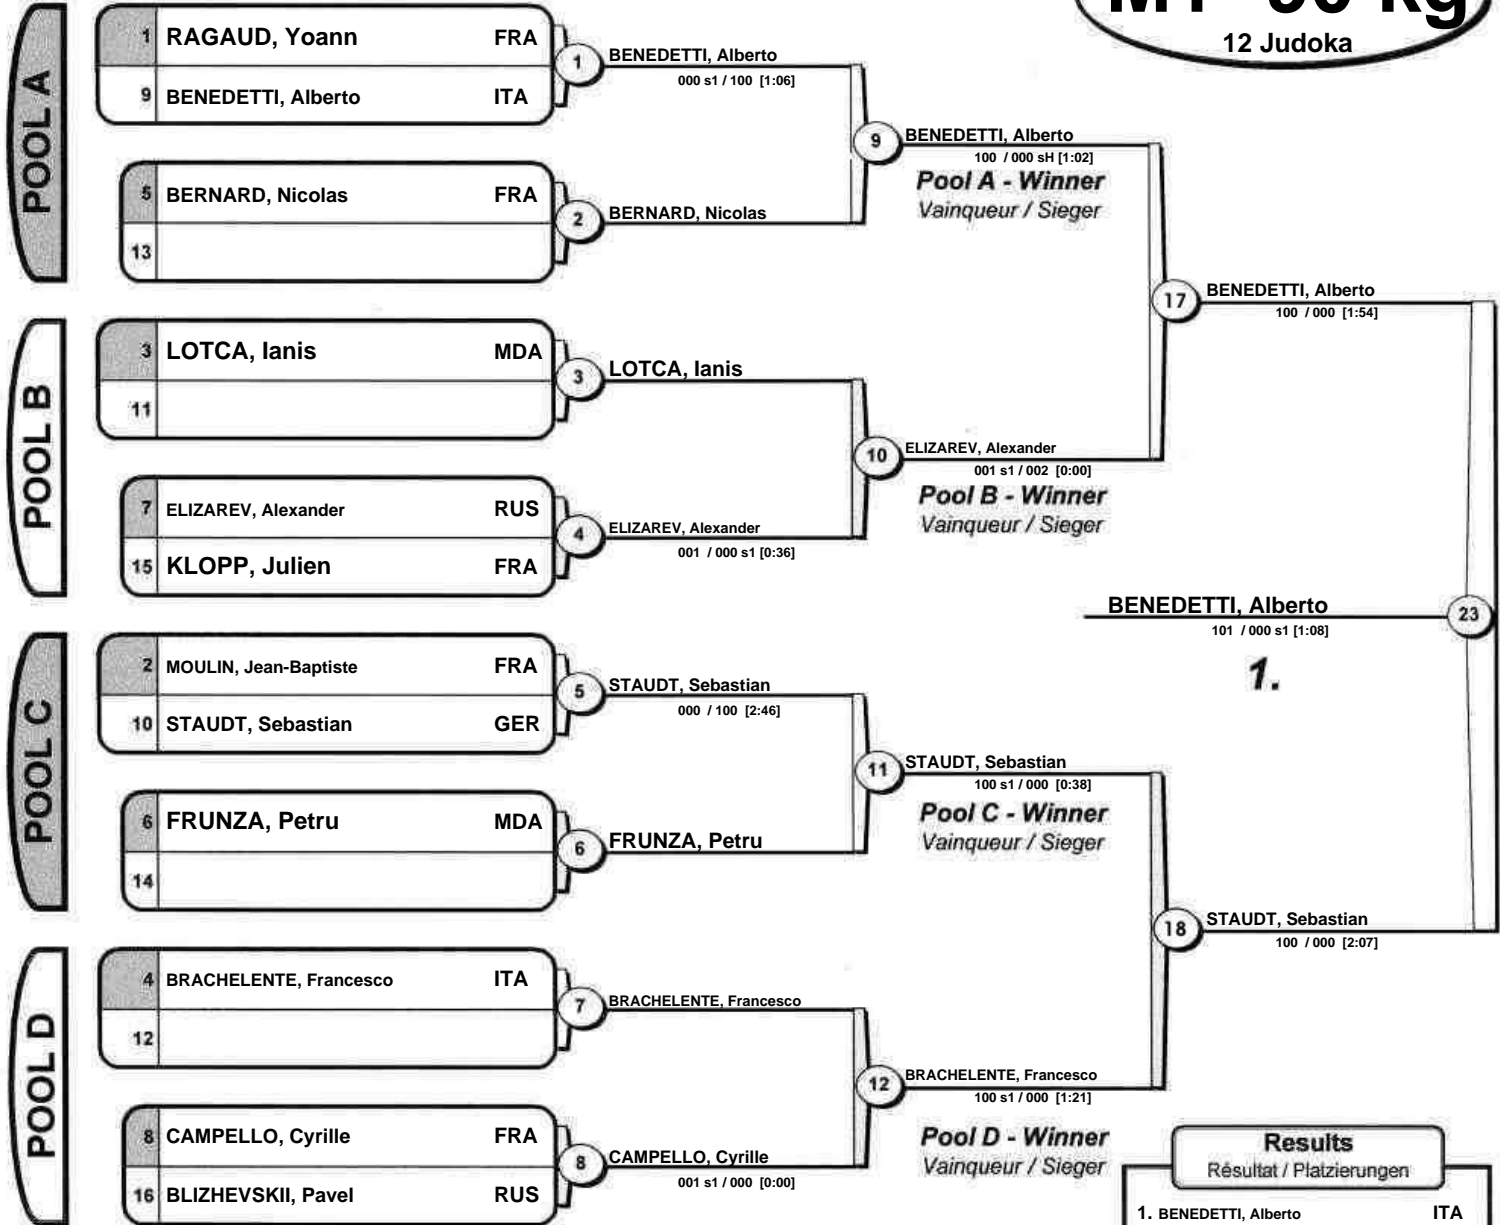 12 Judoka
POOL A
1 RAGAUD, Yoann FRA
9 BENEDETTI, Alberto ITA
5 BERNARD, Nicolas FRA
13
1 BENEDETTI, Alberto
000 s1 / 100 [1:06]
2 BERNARD, Nicolas
9 BENEDETTI, Alberto
100 / 000 sH [1:02]
Pool A - Winner
Vainqueur / Sieger
POOL B
3 LOTCA, Ianis MDA
11
7 ELIZAREV, Alexander RUS
15 KLOPP, Julien FRA
3 LOTCA, Ianis
4 ELIZAREV, Alexander
001 / 000 s1 [0:36]
10 ELIZAREV, Alexander
001 s1 / 002 [0:00]
Pool B - Winner
Vainqueur / Sieger
17 BENEDETTI, Alberto
100 / 000 [1:54]
BENEDETTI, Alberto 23
101 / 000 s1 [1:08]
1.
POOL C
2 MOULIN, Jean-Baptiste FRA
10 STAUDT, Sebastian GER
6 FRUNZA, Petru MDA
14
5 STAUDT, Sebastian
000 / 100 [2:46]
6 FRUNZA, Petru
11 STAUDT, Sebastian
100 s1 / 000 [0:38]
Pool C - Winner
Vainqueur / Sieger
18 STAUDT, Sebastian
100 / 000 [2:07]
POOL D
4 BRACHELENTE, Francesco ITA
12
8 CAMPELLO, Cyrille FRA
16 BLIZHEVSKII, Pavel RUS
7 BRACHELENTE, Francesco
8 CAMPELLO, Cyrille
001 s1 / 000 [0:00]
12 BRACHELENTE, Francesco
100 s1 / 000 [1:21]
Pool D - Winner
Vainqueur / Sieger
Results
Résultat / Platzierungen
1. BENEDETTI, Alberto ITA